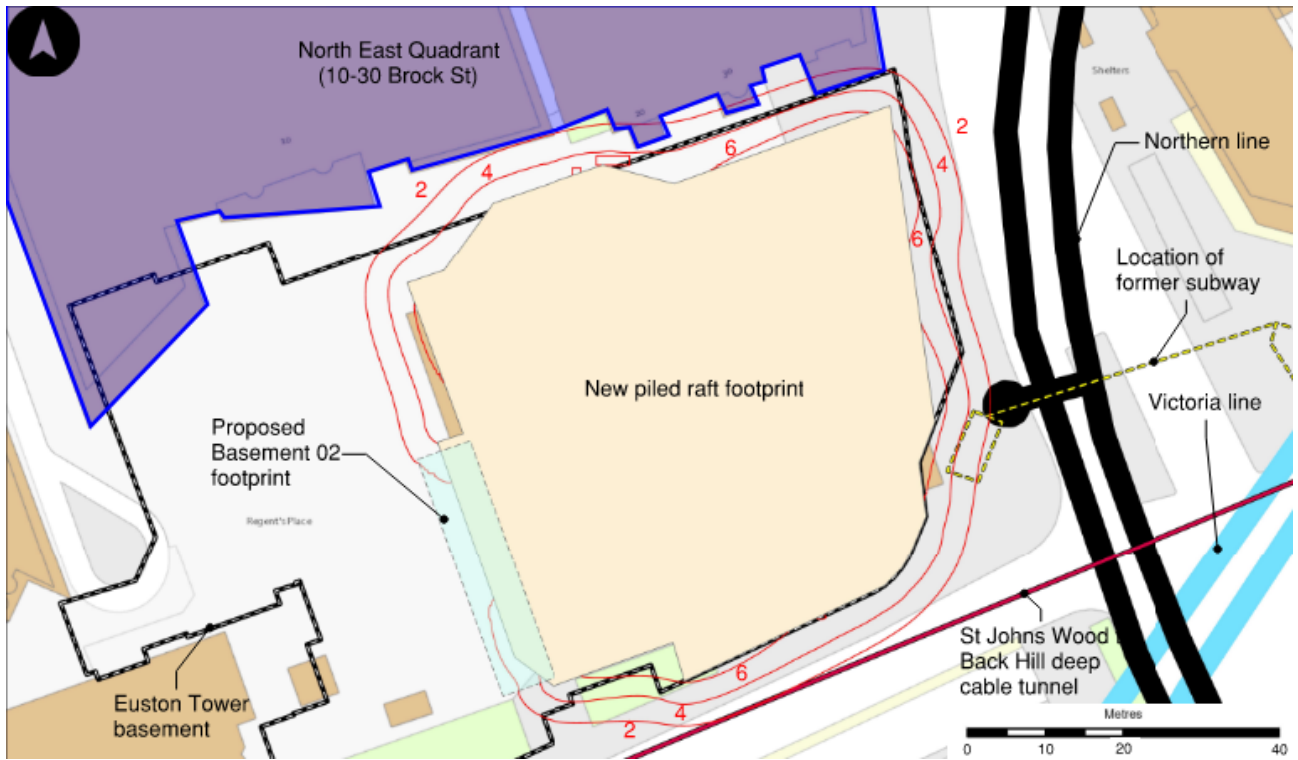 North East Quadrant
(10-30 Brock St)
Shelters
2
Northern line
6
4
2
4
6
Location of
former subway
New piled raft footprint
Victoria line
Proposed
Basement 02
footprint
Regent's Place
St Johns Wood
Back Hill deep
cable tunnel
Euston Tower
basement
6
4
2
Metres
0
10
20
40